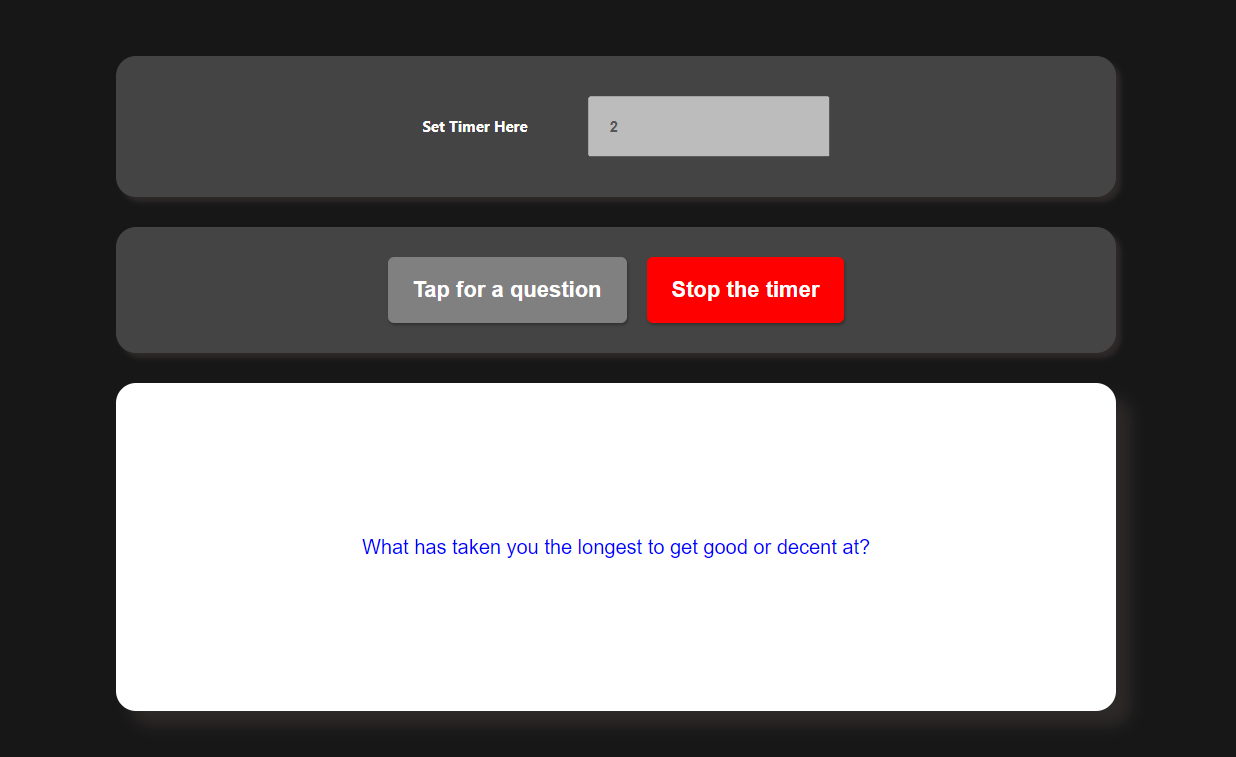 Set Timer Here
2
Tap for a question
Stop the timer
What has taken you the longest to get good or decent at?